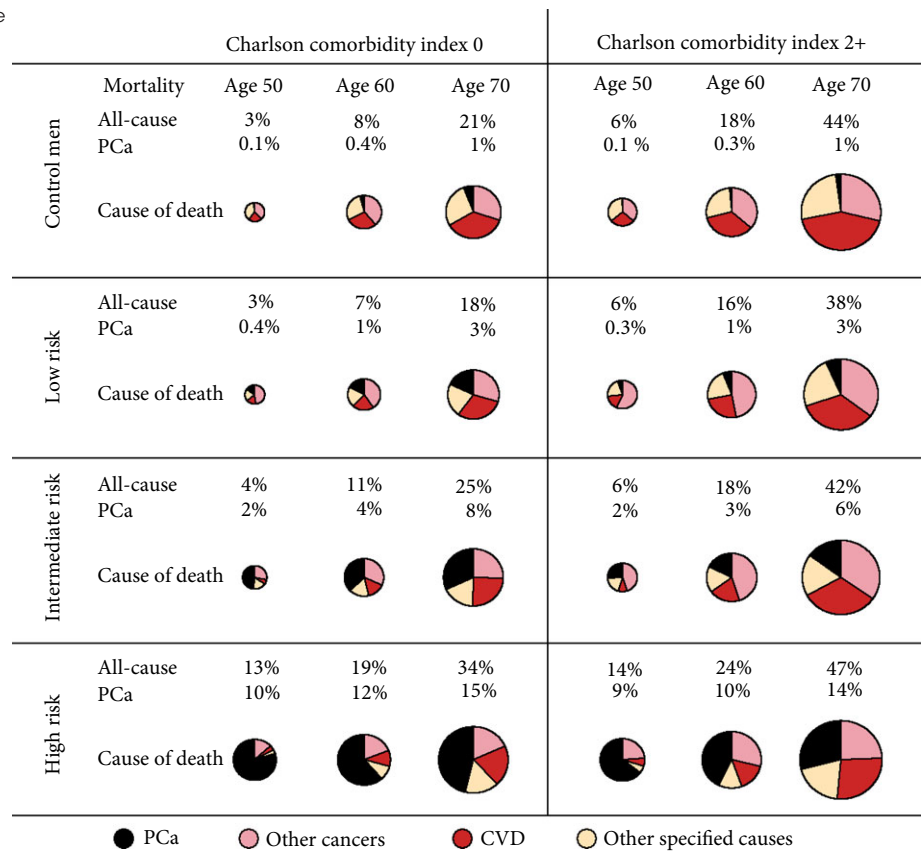 e
Charlson comorbidity index 0 Charlson comorbidity index 2+
Mortality Age 50 Age 60 Age 70 Age 50 Age 60 Age 70
Control men
All-cause 3% 8% 21% 6% 18% 44%
PCa 0.1% 0.4% 1% 0.1 % 0.3% 1%
Cause of death
Low risk
All-cause 3% 7% 18% 6% 16% 38%
PCa 0.4% 1% 3% 0.3% 1% 3%
Cause of death
Intermediate risk
All-cause 4% 11% 25% 6% 18% 42%
PCa 2% 4% 8% 2% 3% 6%
Cause of death
High risk
All-cause 13% 19% 34% 14% 24% 47%
PCa 10% 12% 15% 9% 10% 14%
Cause of death
PCa Other cancers CVD Other specified causes